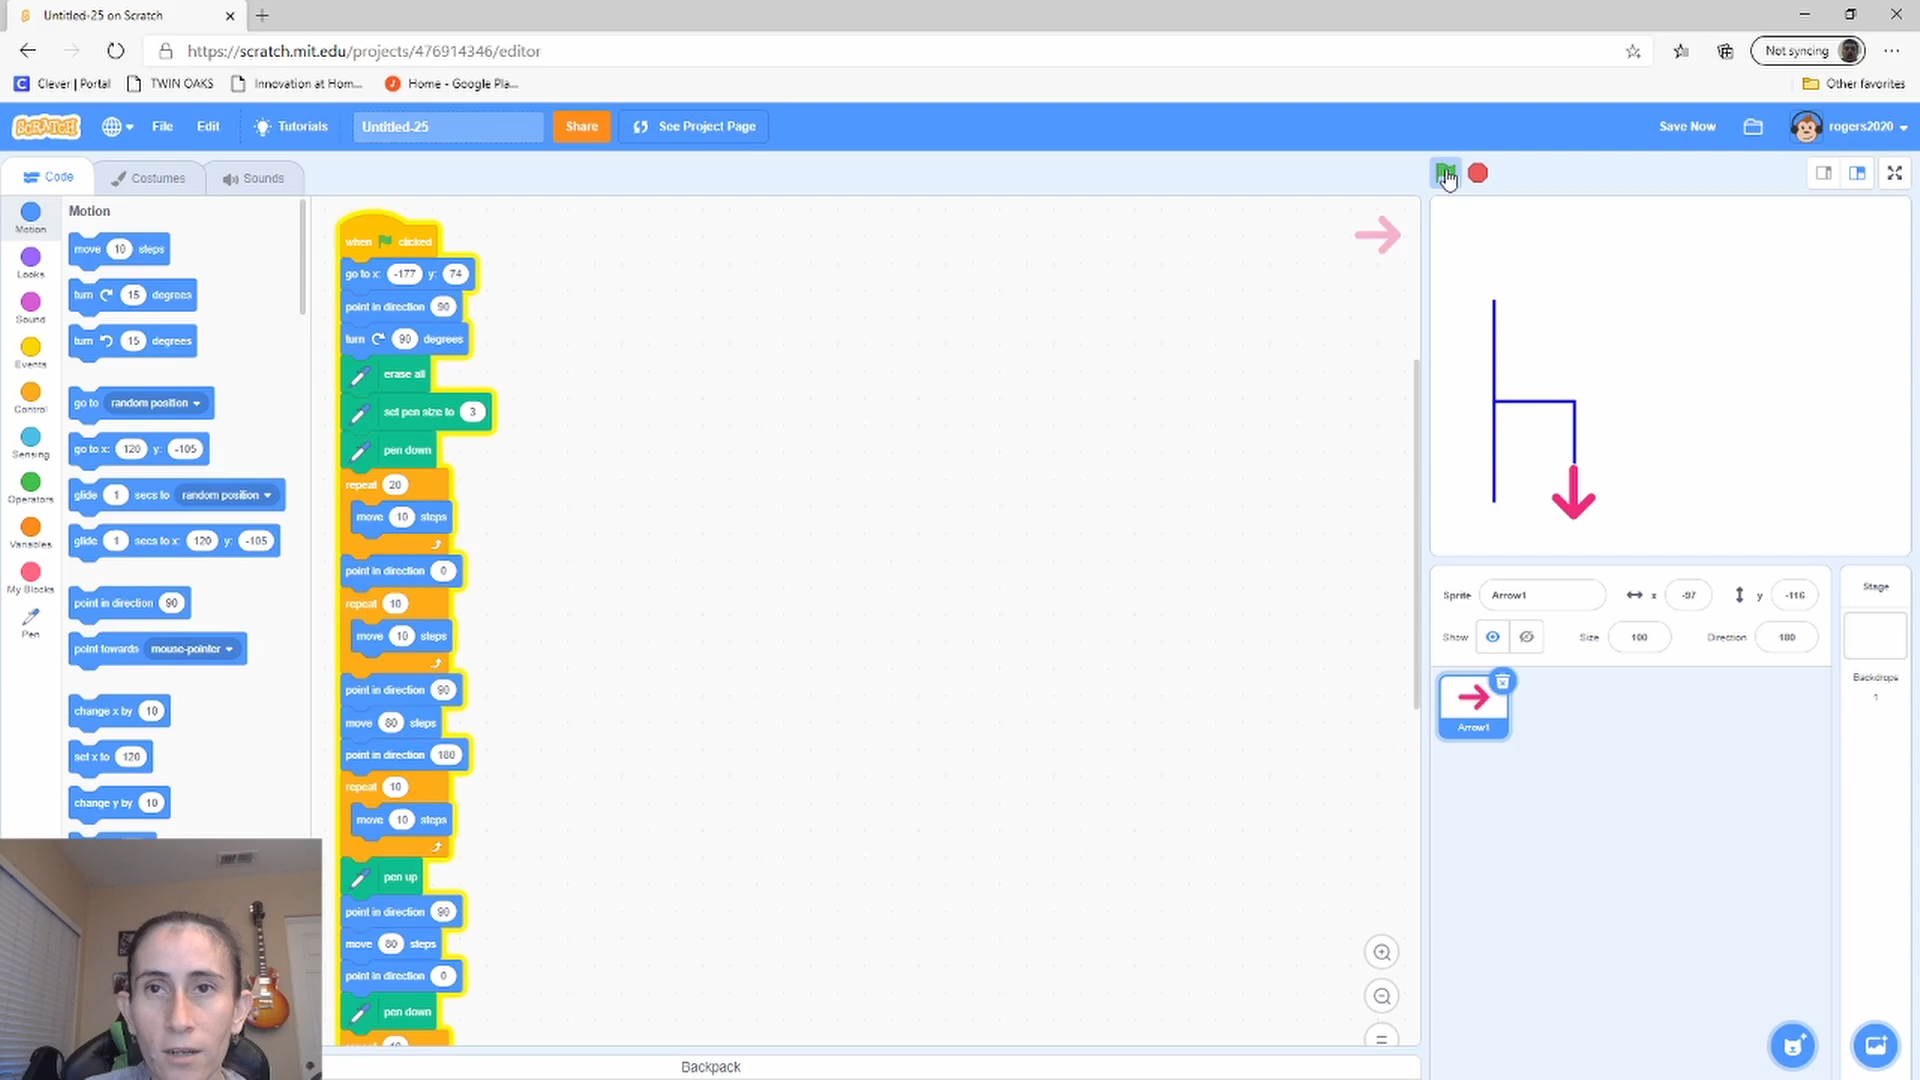 Untitled-25 on Scratch
https://scratch.mit.edu/projects/476914346/editor
Not syncing
Clever | Portal
TWIN OAKS
Innovation at Hom...
Home - Google Pla...
Other favorites
SCRATCH
File
Edit
Tutorials
Untitled-25
Share
See Project Page
Save Now
rogers2020
Code
Costumes
Sounds
Motion
Looks
Sound
Events
Control
Sensing
Operators
Variables
My Blocks
Pen
Motion
move 10 steps
turn 15 degrees
turn 15 degrees
go to random position
go to x: 120 y: -105
glide 1 secs to random position
glide 1 secs to x: 120 y: -105
point in direction 90
point towards mouse-pointer
change x by 10
set x to 120
change y by 10
when clicked
go to x: -177 y: 74
point in direction 90
turn 90 degrees
erase all
set pen size to 3
pen down
repeat 20
move 10 steps
point in direction 0
repeat 10
move 10 steps
point in direction 90
move 80 steps
point in direction 180
repeat 10
move 10 steps
pen up
point in direction 90
move 80 steps
point in direction 0
pen down
Backpack
Sprite Arrow1 x -97 y -116
Show Size 100 Direction 180
Arrow1
Stage
Backdrops
1